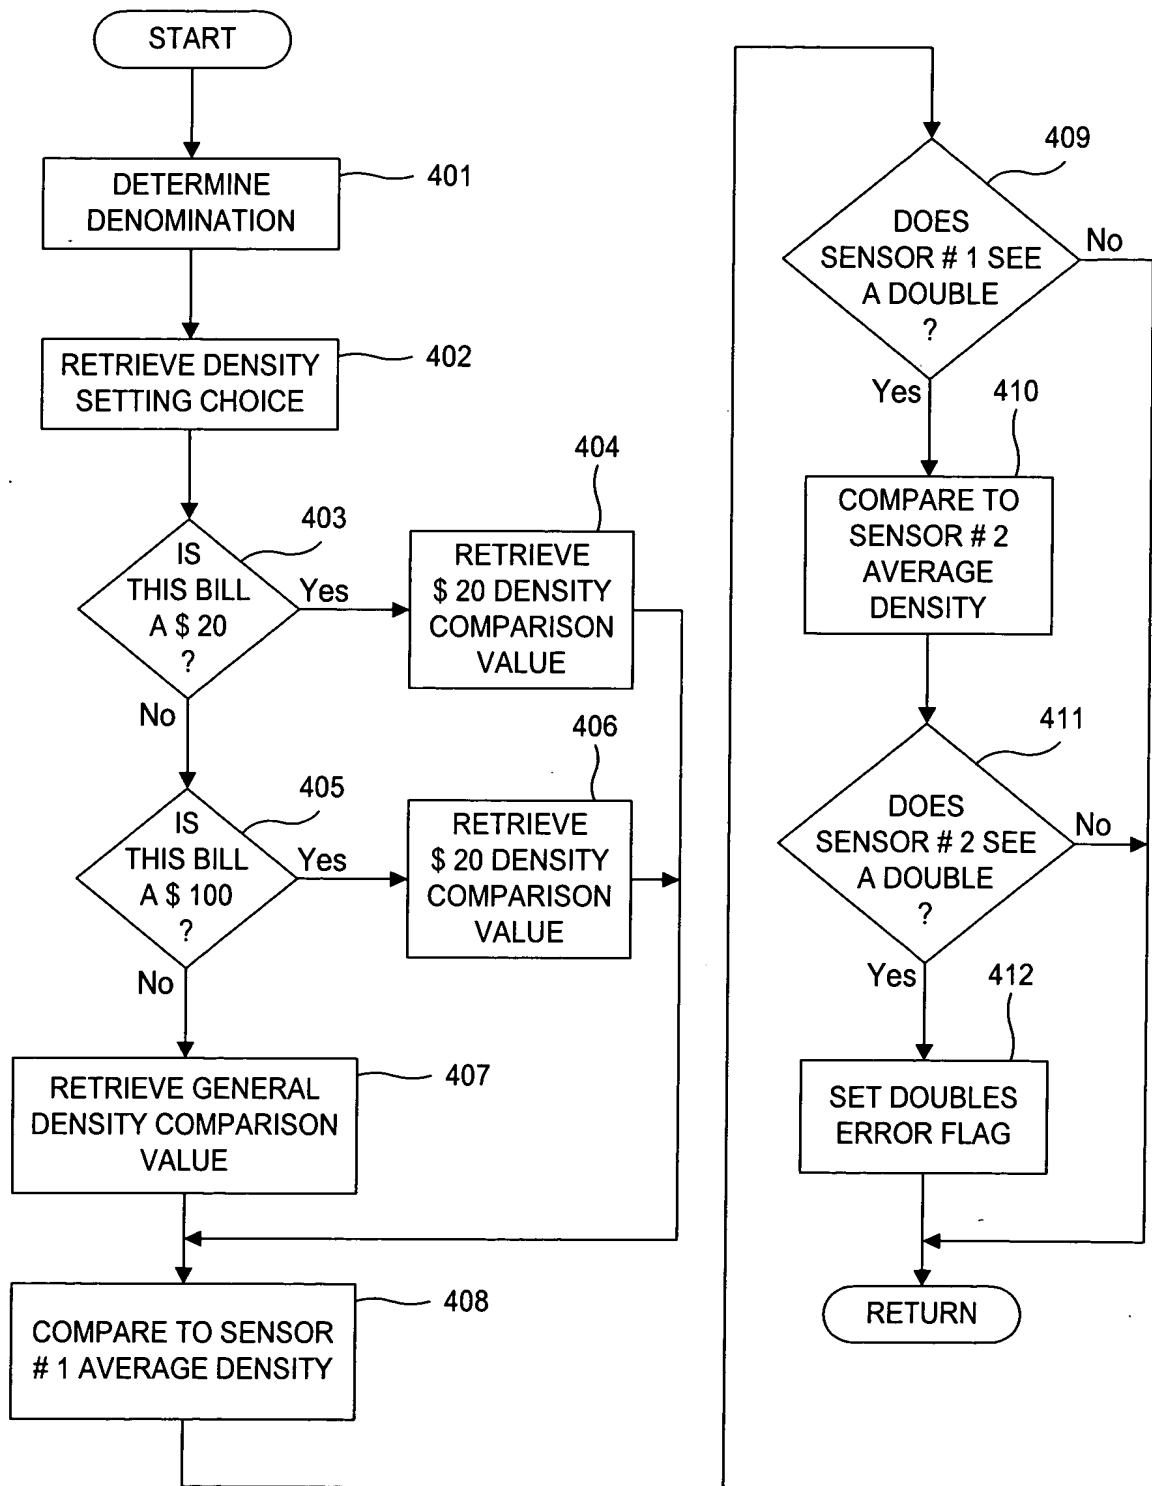 START
401
DETERMINE
DENOMINATION
402
RETRIEVE DENSITY
SETTING CHOICE
403
IS
THIS BILL
A $ 20
?
Yes
No
404
RETRIEVE
$ 20 DENSITY
COMPARISON
VALUE
405
IS
THIS BILL
A $ 100
?
Yes
No
406
RETRIEVE
$ 20 DENSITY
COMPARISON
VALUE
407
RETRIEVE GENERAL
DENSITY COMPARISON
VALUE
408
COMPARE TO SENSOR
# 1 AVERAGE DENSITY
409
DOES
SENSOR # 1 SEE
A DOUBLE
?
No
Yes
410
COMPARE TO
SENSOR # 2
AVERAGE
DENSITY
411
DOES
SENSOR # 2 SEE
A DOUBLE
?
No
Yes
412
SET DOUBLES
ERROR FLAG
RETURN